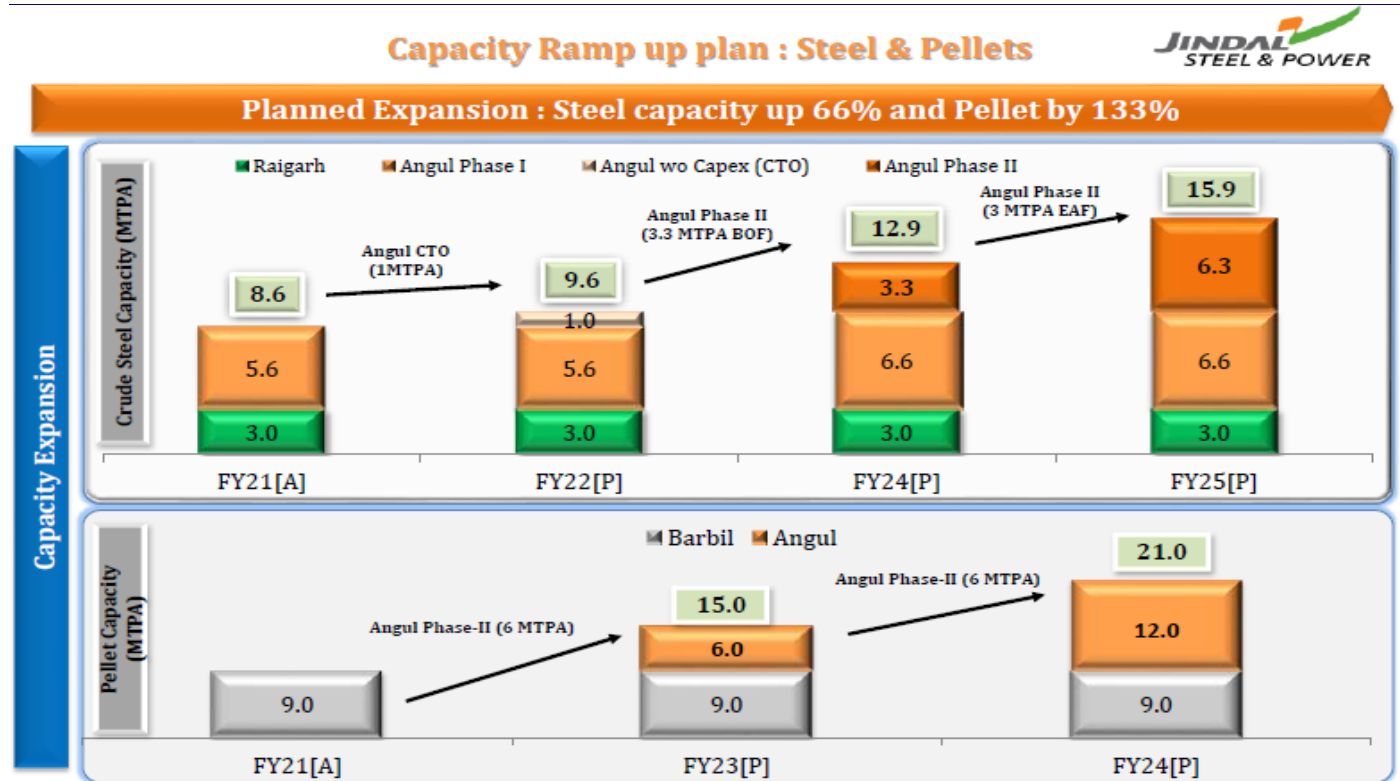 Capacity Ramp up plan : Steel & Pellets
JINDAL
STEEL & POWER
Planned Expansion : Steel capacity up 66% and Pellet by 133%
Capacity Expansion
Crude Steel Capacity (MTPA)
Raigarh Angul Phase I Angul wo Capex (CTO) Angul Phase II
8.6
Angul CTO
(1MTPA)
9.6
Angul Phase II
(3.3 MTPA BOF)
12.9
Angul Phase II
(3 MTPA EAF)
15.9
5.6
3.0
1.0
5.6
3.0
3.3
6.6
3.0
6.3
6.6
3.0
FY21[A] FY22[P] FY24[P] FY25[P]
Pellet Capacity
(MTPA)
Barbil Angul
Angul Phase-II (6 MTPA)
15.0
Angul Phase-II (6 MTPA)
21.0
9.0
6.0
9.0
12.0
9.0
FY21[A] FY23[P] FY24[P]